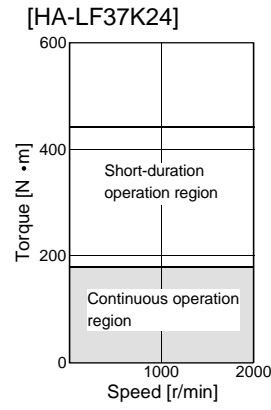 [HA-LF37K24]
600
400
200
0
Torque [N •m]
Short-duration
operation region
Continuous operation
region
1000
2000
Speed [r/min]